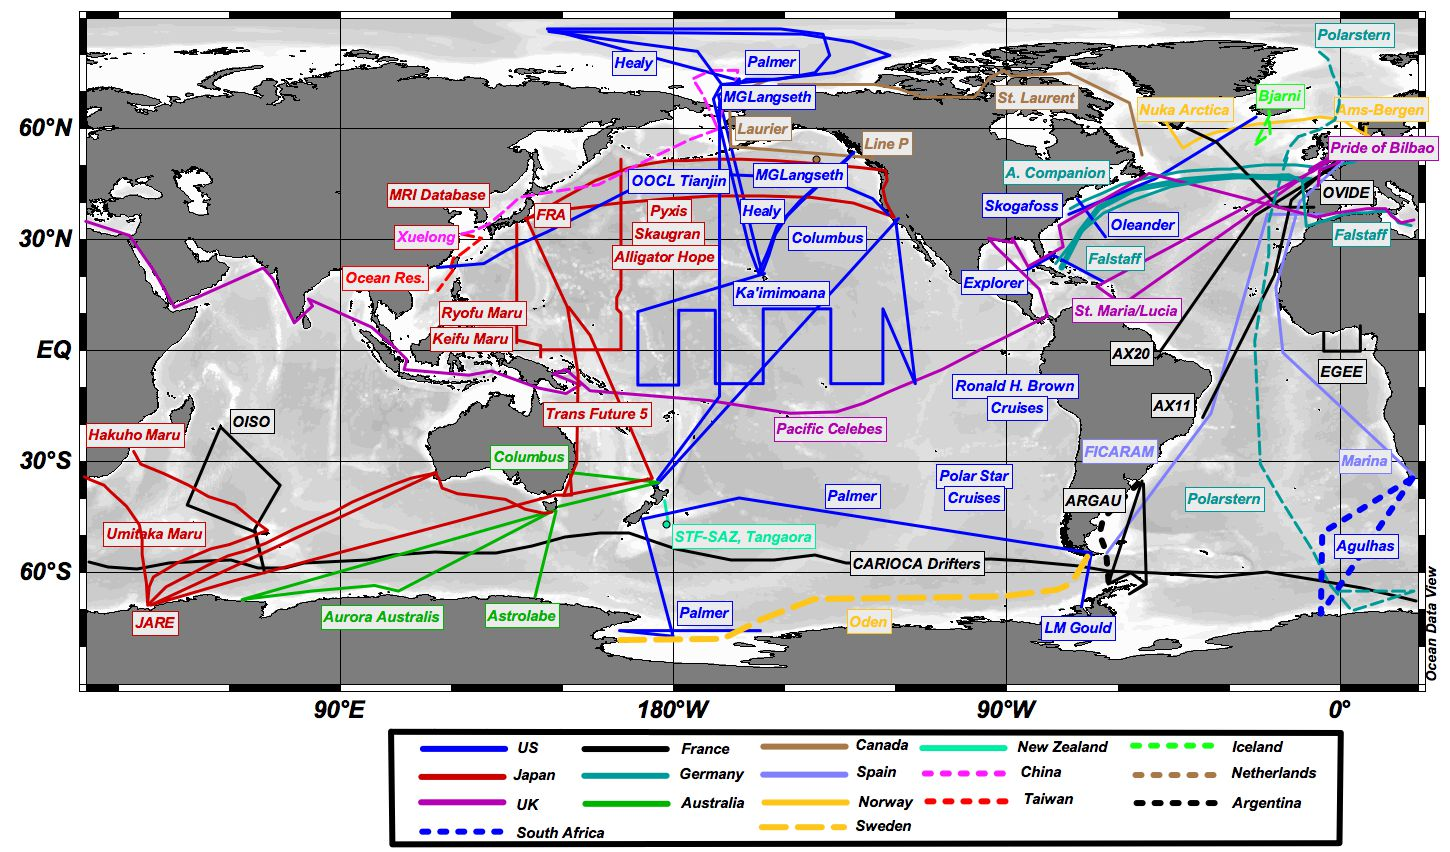 Polarstern
Healy
Palmer
MGLangseth
St. Laurent
Nuka Arctica
Bjarni
Ams-Bergen
60°N
Laurier
Line P
Pride of Bilbao
MRI Database
OOCL Tianjin
MGLangseth
A. Companion
OVIDE
FRA
Pyxis
Healy
Skogafoss
Oleander
Xuelong
30°N
Skaugran
Columbus
Falstaff
Alligator Hope
Falstaff
Ocean Res.
Explorer
Ka'imimoana
Ryofu Maru
St. Maria/Lucia
Keifu Maru
EQ
AX20
EGEE
Ronald H. Brown
Cruises
AX11
Trans Future 5
OISO
Pacific Celebes
Hakuho Maru
Columbus
FICARAM
30°S
Marina
Polar Star
Cruises
Palmer
ARGAU
Polarstern
Umitaka Maru
STF-SAZ, Tangaora
Agulhas
CARIOCA Drifters
60°S
JARE
Aurora Australis
Astrolabe
Palmer
Oden
LM Gould
Ocean Data View
90°E
180°W
90°W
0°
US
France
Canada
New Zealand
Iceland
Japan
Germany
Spain
China
Netherlands
UK
Australia
Norway
Taiwan
Argentina
South Africa
Sweden